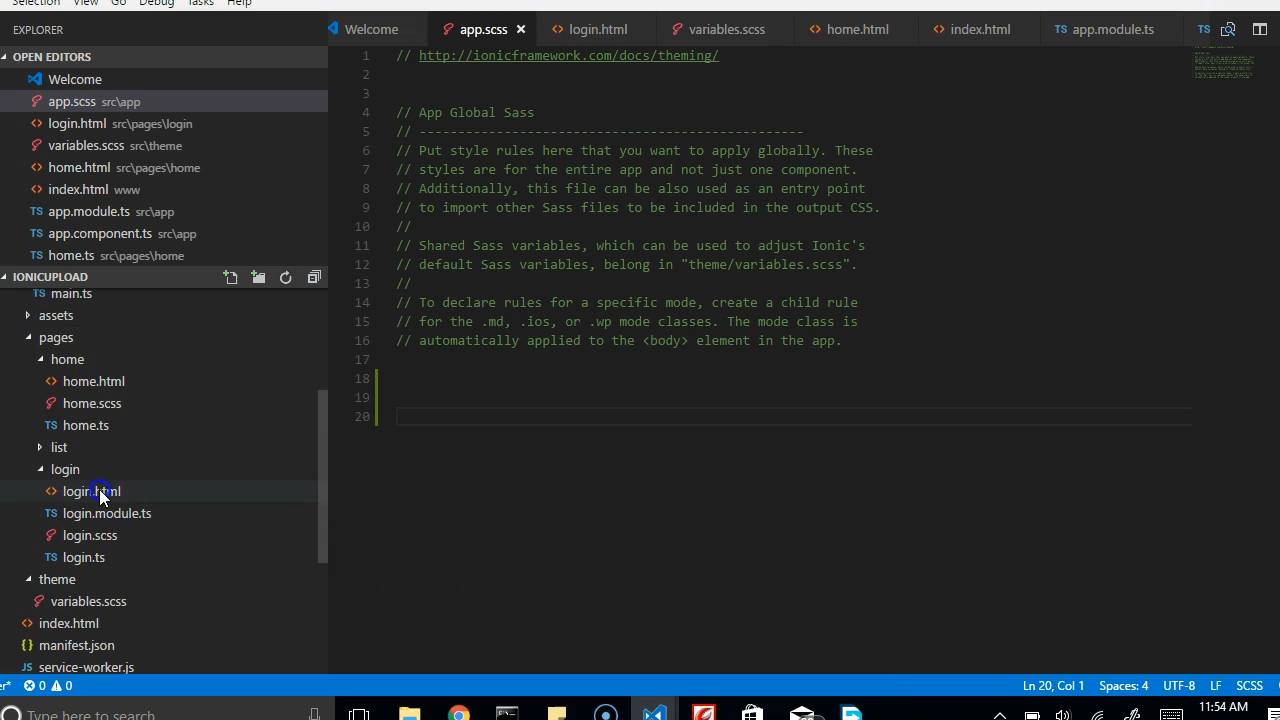 Selection View Go Debug Tasks Help
EXPLORER
Welcome
app.scss
login.html
variables.scss
home.html
index.html
app.module.ts
TS
OPEN EDITORS
Welcome
app.scss src\app
login.html src\pages\login
variables.scss src\theme
home.html src\pages\home
index.html www
TS app.module.ts src\app
TS app.component.ts src\app
TS home.ts src\pages\home
IONICUPLOAD
TS main.ts
assets
pages
home
home.html
home.scss
TS home.ts
list
login
login.html
TS login.module.ts
login.scss
TS login.ts
theme
variables.scss
index.html
{} manifest.json
JS service-worker.js
1 // http://ionicframework.com/docs/theming/
2
3
4 // App Global Sass
5 // --------------------------------------------------
6 // Put style rules here that you want to apply globally. These
7 // styles are for the entire app and not just one component.
8 // Additionally, this file can be also used as an entry point
9 // to import other Sass files to be included in the output CSS.
10 //
11 // Shared Sass variables, which can be used to adjust Ionic's
12 // default Sass variables, belong in "theme/variables.scss".
13 //
14 // To declare rules for a specific mode, create a child rule
15 // for the .md, .ios, or .wp mode classes. The mode class is
16 // automatically applied to the <body> element in the app.
17
18
19
20
er* 0 0
Ln 20, Col 1 Spaces: 4 UTF-8 LF SCSS
Type here to search
11:54 AM